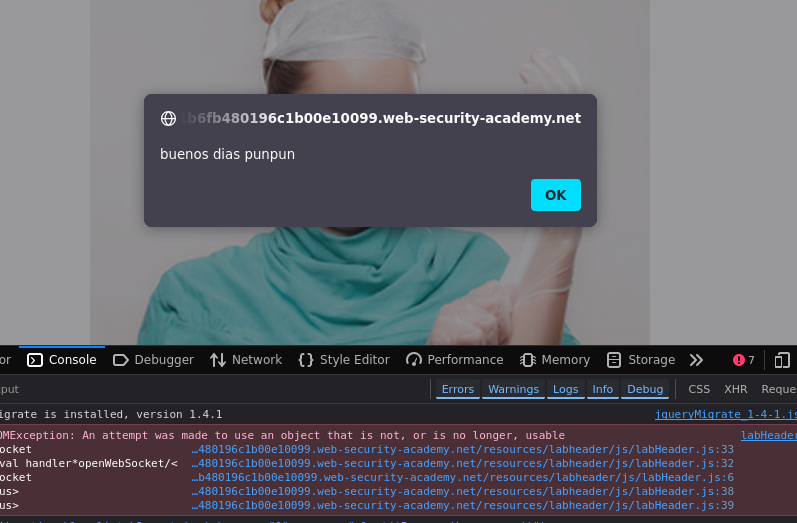 b6fb480196c1b00e10099.web-security-academy.net
buenos dias punpun
OK
or Console Debugger Network Style Editor Performance Memory Storage 7
put Errors Warnings Logs Info Debug CSS XHR Reque
igrate is installed, version 1.4.1 jqueryMigrate_1-4-1.js
OMException: An attempt was made to use an object that is not, or is no longer, usable labHeader
ocket …480196c1b00e10099.web-security-academy.net/resources/labheader/js/labHeader.js:33
val handler*openWebSocket/< …480196c1b00e10099.web-security-academy.net/resources/labheader/js/labHeader.js:32
ocket …b480196c1b00e10099.web-security-academy.net/resources/labheader/js/labHeader.js:6
us> …480196c1b00e10099.web-security-academy.net/resources/labheader/js/labHeader.js:38
us> …480196c1b00e10099.web-security-academy.net/resources/labheader/js/labHeader.js:39